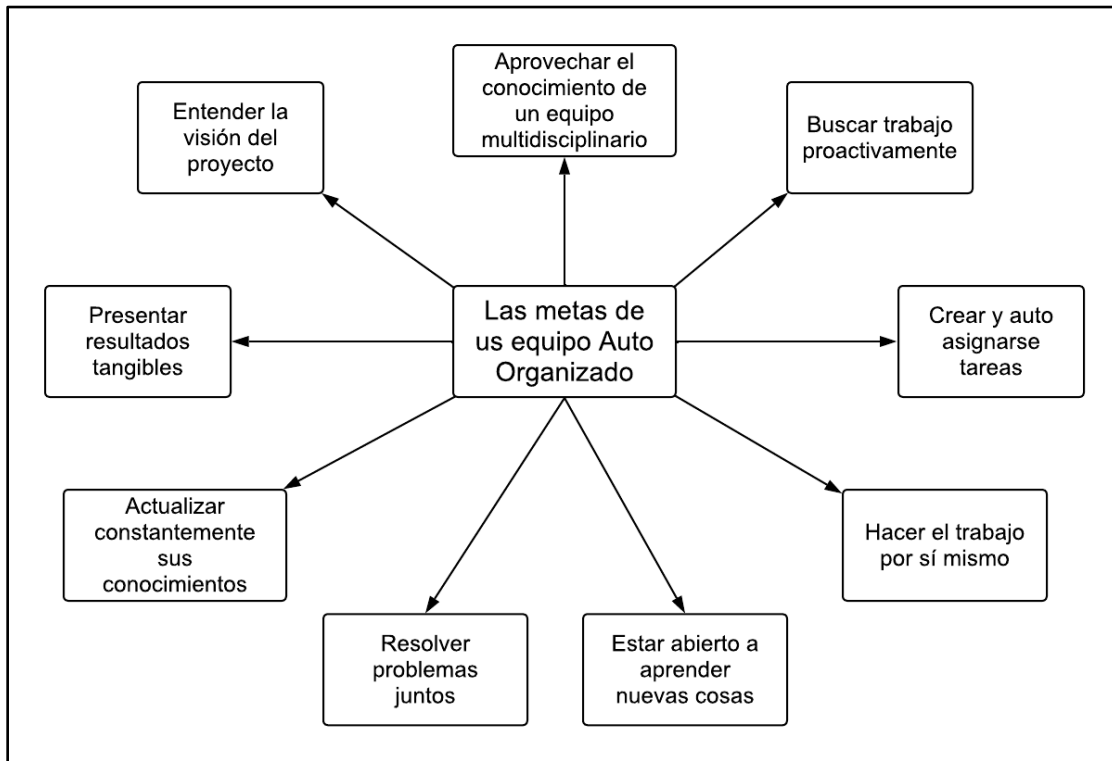 Aprovechar el
conocimiento de
un equipo
multidisciplinario
Entender la
visión del
proyecto
Buscar trabajo
proactivamente
Las metas de
us equipo Auto
Organizado
Presentar
resultados
tangibles
Crear y auto
asignarse
tareas
Actualizar
constantemente
sus
conocimientos
Hacer el trabajo
por sí mismo
Resolver
problemas
juntos
Estar abierto a
aprender
nuevas cosas